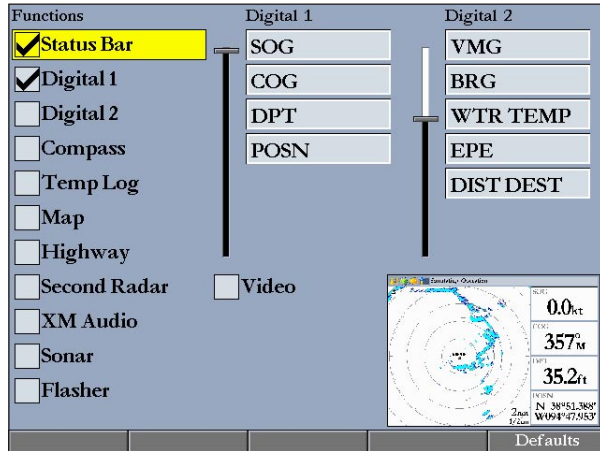 Functions
Digital 1
Digital 2
Status Bar
Digital 1
Digital 2
Compass
Temp Log
Map
Highway
Second Radar
XM Audio
Sonar
Flasher
Video
SOG
COG
DPT
POSN
VMG
BRG
WTR TEMP
EPE
DIST DEST
Simulating Operation
SOG
0.0kt
COG
357°M
DPT
35.2ft
POSN
N 38°51.388'
W094°47.953'
2nm
Defaults